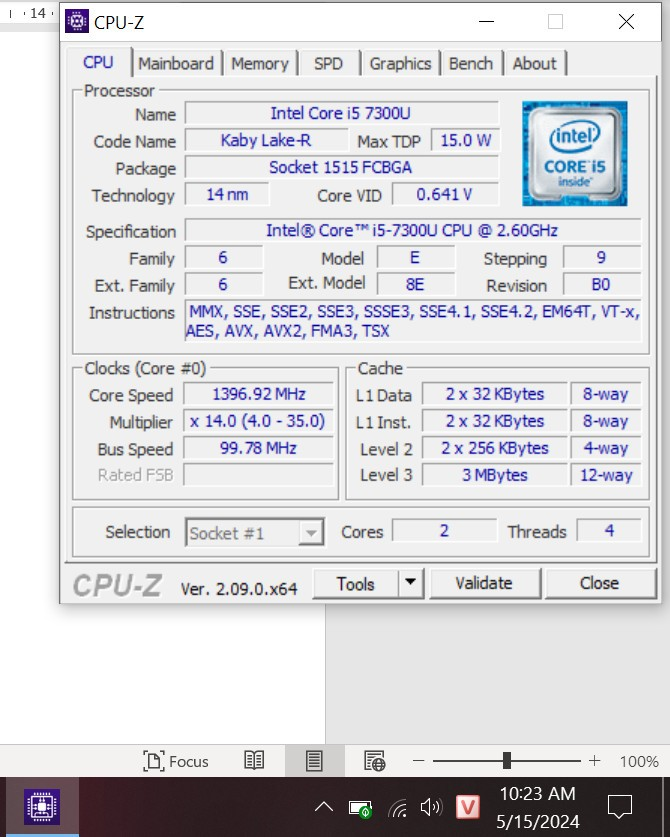 14
CPU-Z
CPU Mainboard Memory SPD Graphics Bench About
Processor
Name Intel Core i5 7300U
Code Name Kaby Lake-R Max TDP 15.0 W
Package Socket 1515 FCBGA
Technology 14 nm Core VID 0.641 V
intel
CORE i5
inside
Specification Intel® Core™ i5-7300U CPU @ 2.60GHz
Family 6 Model E Stepping 9
Ext. Family 6 Ext. Model 8E Revision B0
Instructions MMX, SSE, SSE2, SSE3, SSSE3, SSE4.1, SSE4.2, EM64T, VT-x,
AES, AVX, AVX2, FMA3, TSX
Clocks (Core #0)
Core Speed 1396.92 MHz
Multiplier x 14.0 (4.0 - 35.0)
Bus Speed 99.78 MHz
Rated FSB
Cache
L1 Data 2 x 32 KBytes 8-way
L1 Inst. 2 x 32 KBytes 8-way
Level 2 2 x 256 KBytes 4-way
Level 3 3 MBytes 12-way
Selection Socket #1 Cores 2 Threads 4
CPU-Z Ver. 2.09.0.x64 Tools Validate Close
Focus 100%
V 10:23 AM
5/15/2024